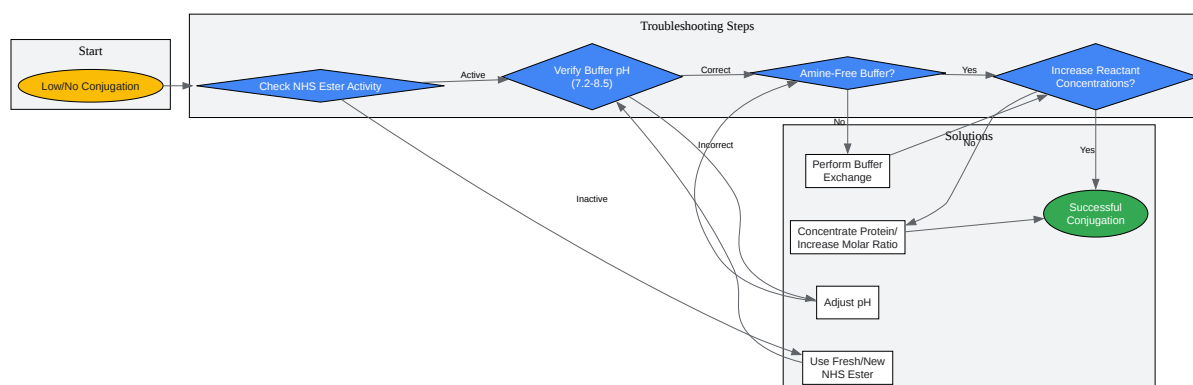 Troubleshooting Steps
Start
Low/No Conjugation
Check NHS Ester Activity
Active
Verify Buffer pH
(7.2-8.5)
Correct
Amine-Free Buffer?
Yes
Increase Reactant
Concentrations?
No
Incorrect
Solutions
No
Yes
Perform Buffer
Exchange
Inactive
Successful
Conjugation
Concentrate Protein/
Increase Molar Ratio
Adjust pH
Use Fresh/New
NHS Ester